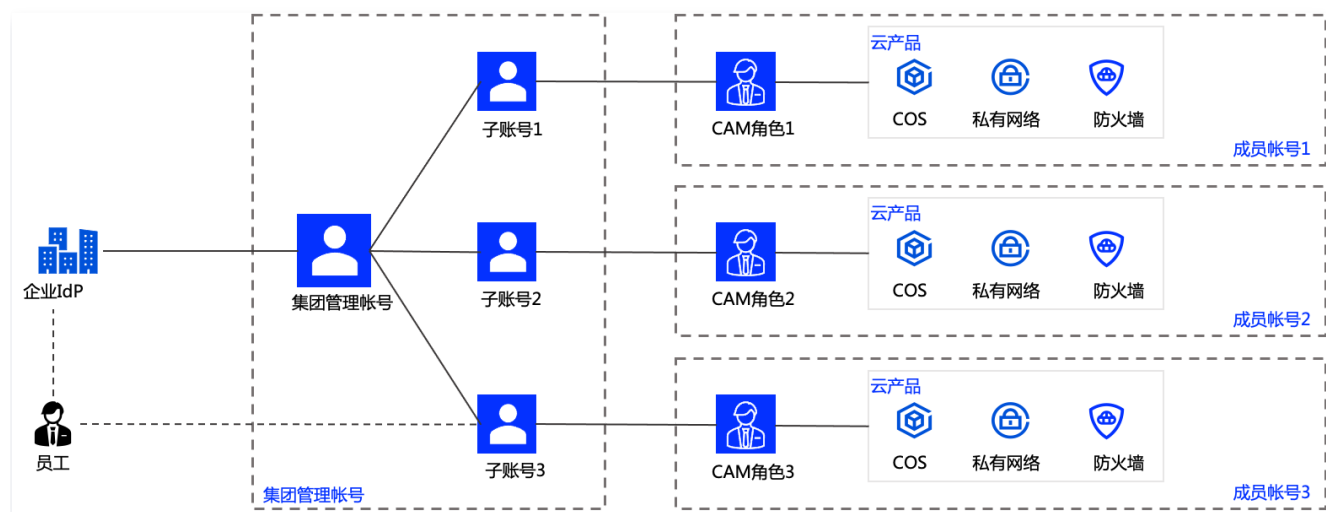 云产品
COS
私有网络
防火墙
子账号1
CAM角色1
成员帐号1
云产品
COS
私有网络
防火墙
企业IdP
集团管理帐号
子账号2
CAM角色2
成员帐号2
云产品
COS
私有网络
防火墙
员工
子账号3
CAM角色3
集团管理帐号
成员帐号3